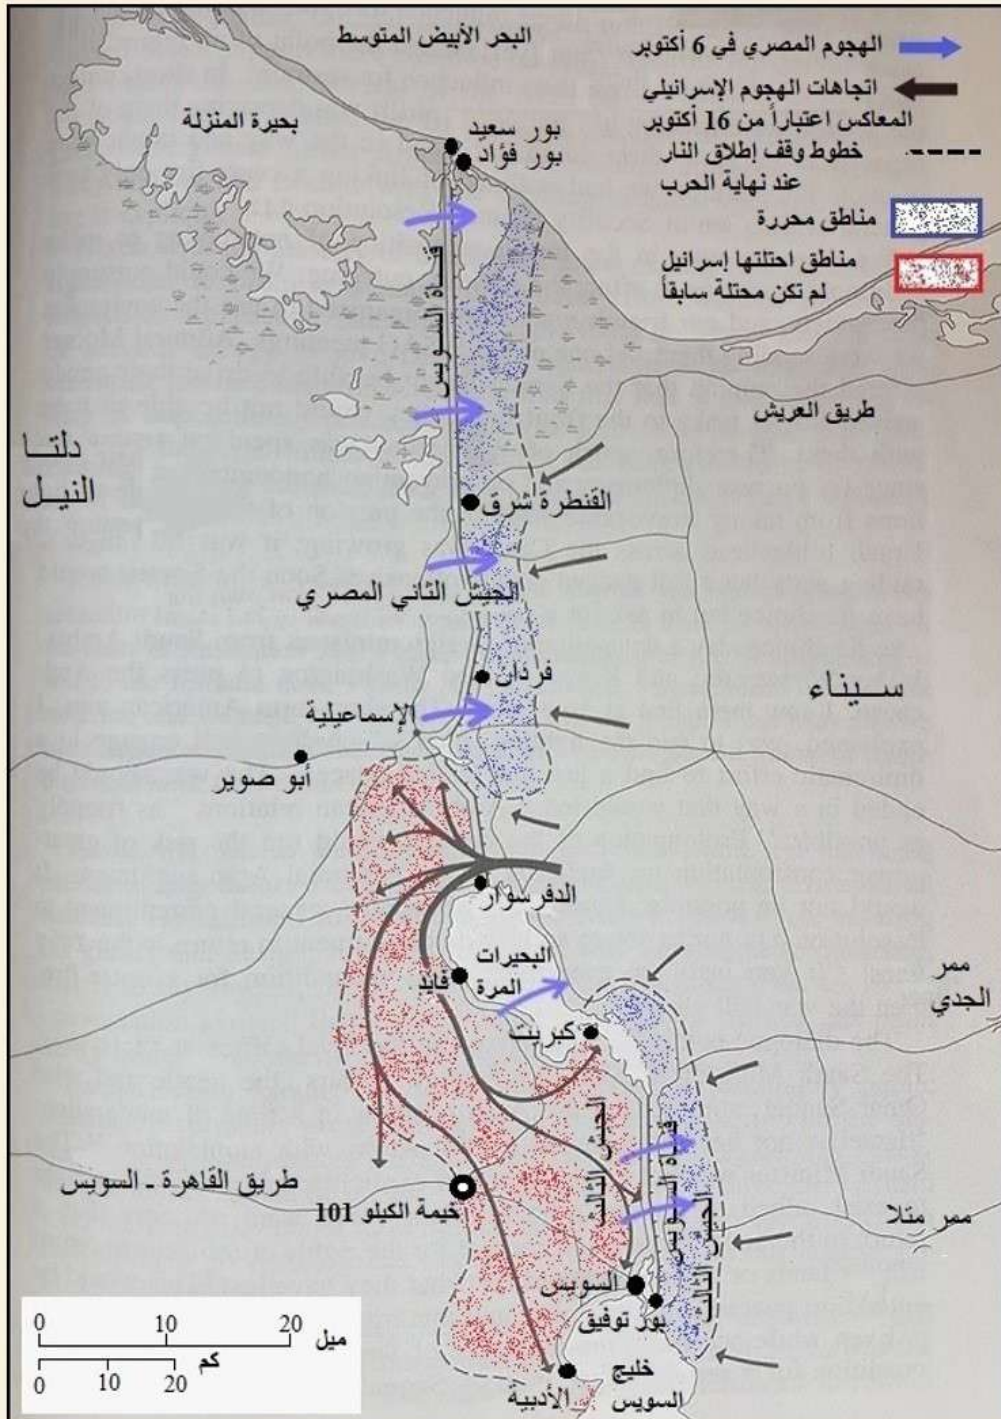 البحر الأبيض المتوسط
الهجوم المصري في 6 أكتوبر
اتجاهات الهجوم الإسرائيلي
المعاكس اعتباراً من 16 أكتوبر
خطوط وقف إطلاق النار
عند نهاية الحرب
مناطق محررة
مناطق احتلتها إسرائيل
لم تكن محتلة سابقاً
بحيرة المنزلة
بور سعيد
بور فؤاد
قناة السويس
طريق العريش
دلتا
النيل
القنطرة شرق
الجيش الثاني المصري
فردان
سيناء
الإسماعيلية
أبو صوير
الدفرسوار
البحيرات
المرة
فايد
كبريت
ممر
الجدي
الجيش الثالث
قناة السويس
الجيش الثالث
طريق القاهرة ـ السويس
خيمة الكيلو 101
ممر متلا
السويس
بور توفيق
خليج
السويس
الأدبية
0 10 20 ميل
كم
0 10 20